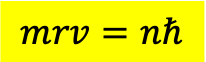 mrv = nħ